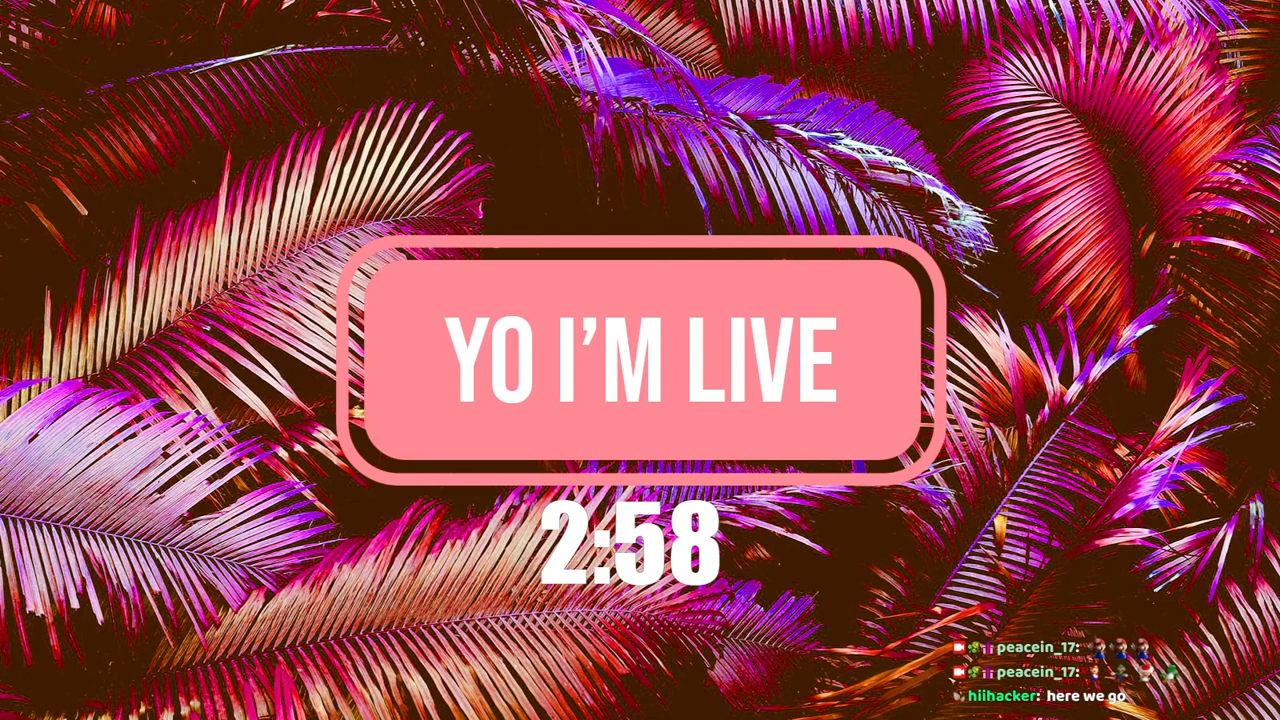 YO I’M LIVE
2:58
peacein_17:
peacein_17:
hiihacker: here we go